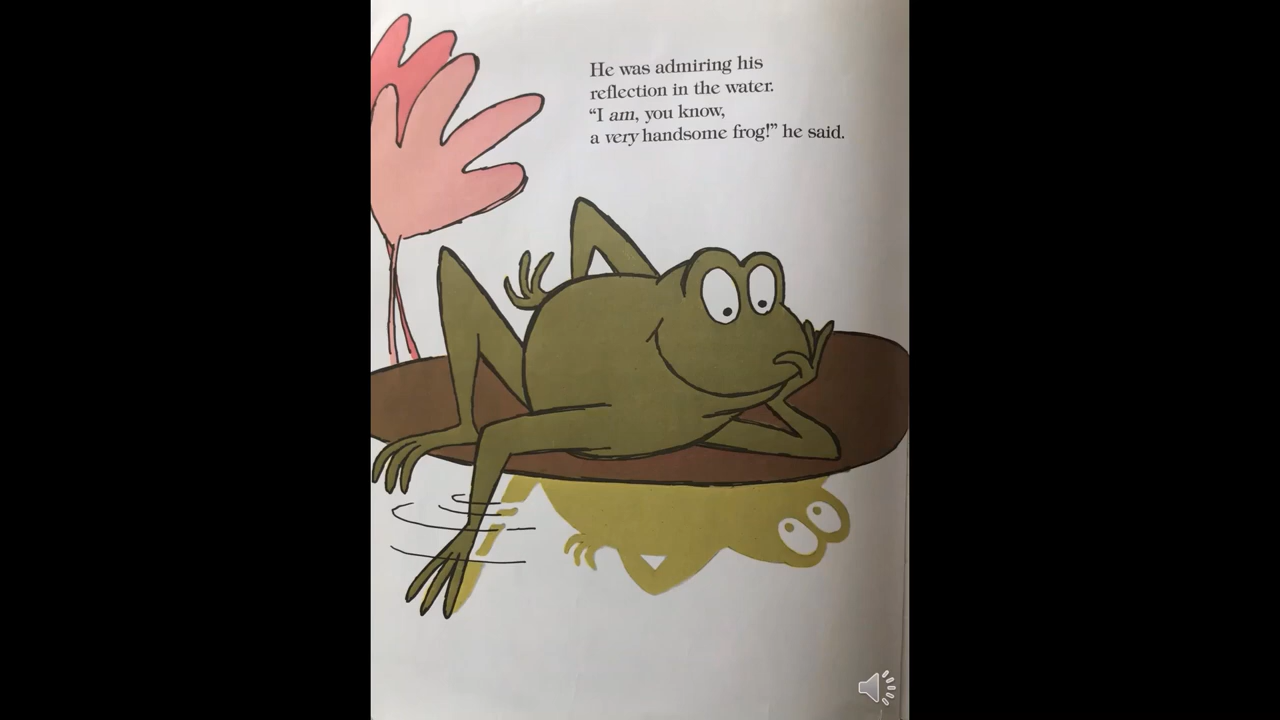 He was admiring his
reflection in the water.
“I am, you know,
a very handsome frog!” he said.